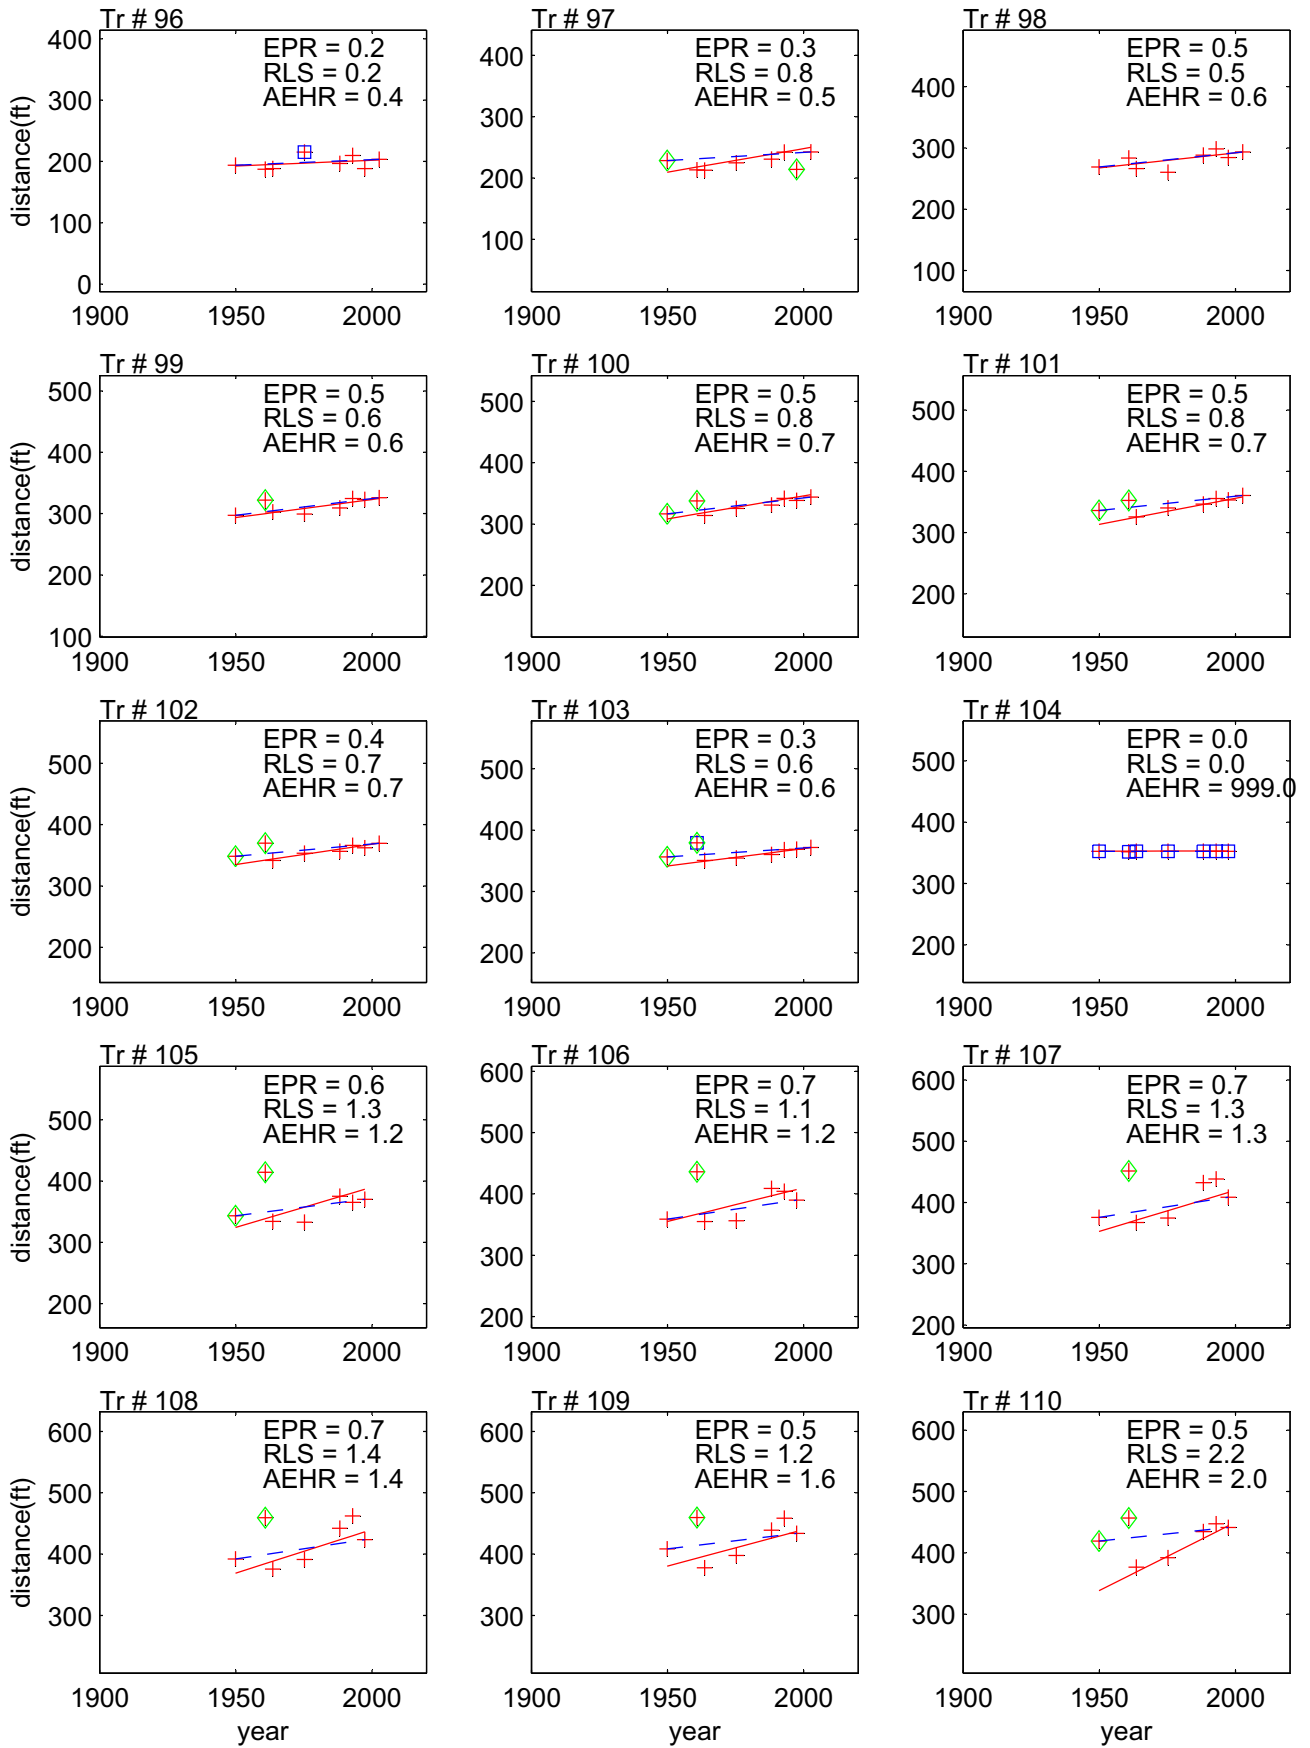 Tr # 96
EPR = 0.2
RLS = 0.2
AEHR = 0.4
400
300
200
100
0
distance(ft)
1900 1950 2000
Tr # 97
EPR = 0.3
RLS = 0.8
AEHR = 0.5
400
300
200
100
1900 1950 2000
Tr # 98
EPR = 0.5
RLS = 0.5
AEHR = 0.6
400
300
200
100
1900 1950 2000
Tr # 99
EPR = 0.5
RLS = 0.6
AEHR = 0.6
500
400
300
200
100
distance(ft)
1900 1950 2000
Tr # 100
EPR = 0.5
RLS = 0.8
AEHR = 0.7
500
400
300
200
1900 1950 2000
Tr # 101
EPR = 0.5
RLS = 0.8
AEHR = 0.7
500
400
300
200
1900 1950 2000
Tr # 102
EPR = 0.4
RLS = 0.7
AEHR = 0.7
500
400
300
200
distance(ft)
1900 1950 2000
Tr # 103
EPR = 0.3
RLS = 0.6
AEHR = 0.6
500
400
300
200
1900 1950 2000
Tr # 104
EPR = 0.0
RLS = 0.0
AEHR = 999.0
500
400
300
200
1900 1950 2000
Tr # 105
EPR = 0.6
RLS = 1.3
AEHR = 1.2
500
400
300
200
distance(ft)
1900 1950 2000
Tr # 106
EPR = 0.7
RLS = 1.1
AEHR = 1.2
600
500
400
300
200
1900 1950 2000
Tr # 107
EPR = 0.7
RLS = 1.3
AEHR = 1.3
600
500
400
300
200
1900 1950 2000
Tr # 108
EPR = 0.7
RLS = 1.4
AEHR = 1.4
600
500
400
300
distance(ft)
1900 1950 2000
year
Tr # 109
EPR = 0.5
RLS = 1.2
AEHR = 1.6
600
500
400
300
1900 1950 2000
year
Tr # 110
EPR = 0.5
RLS = 2.2
AEHR = 2.0
600
500
400
300
1900 1950 2000
year